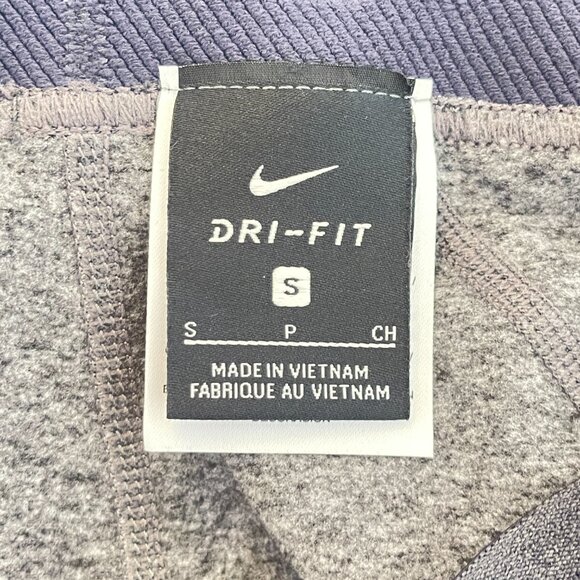 DRI-FIT
S
S P CH
MADE IN VIETNAM
FABRIQUE AU VIETNAM